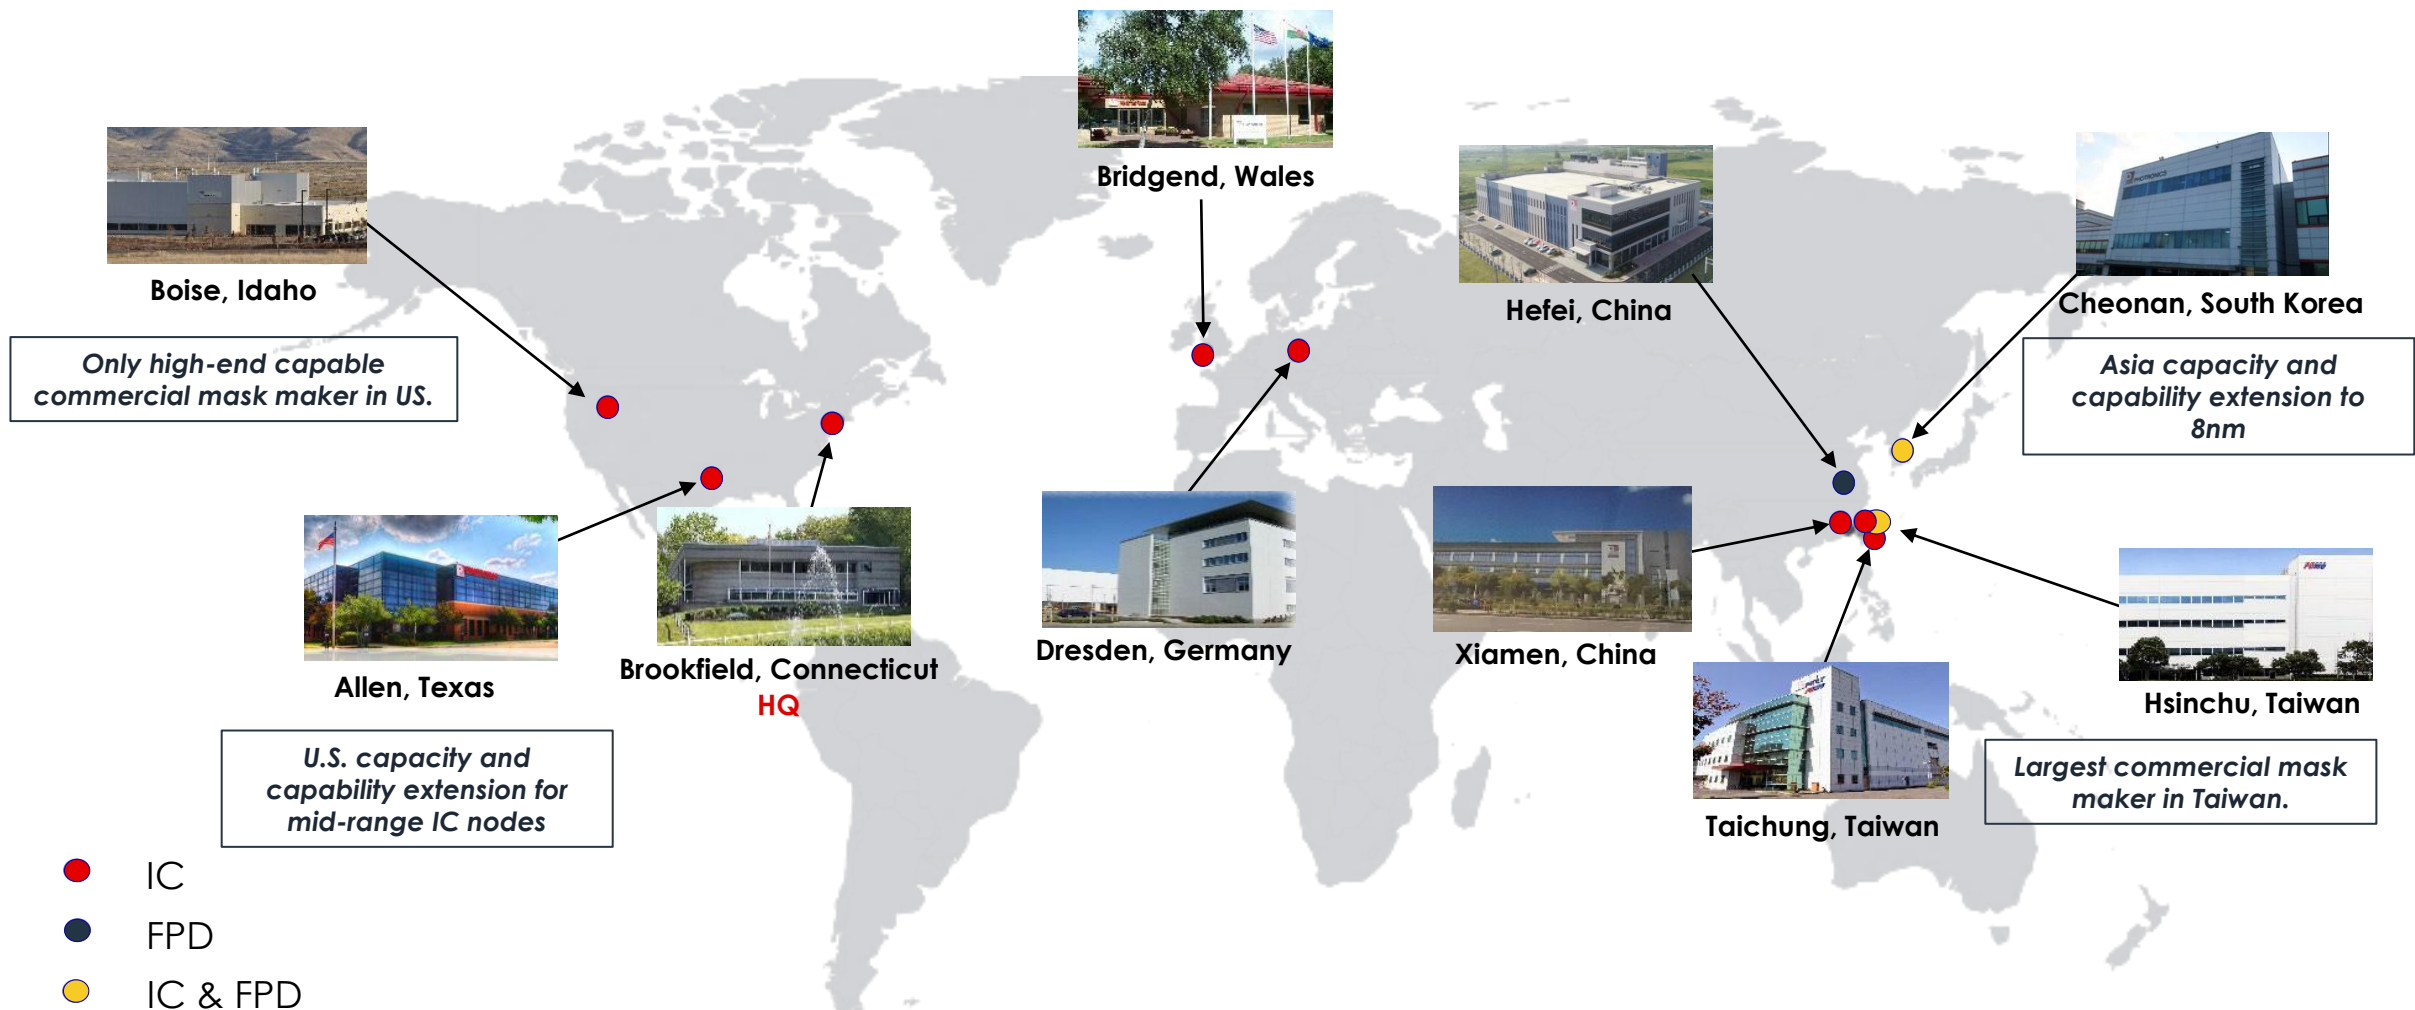 Bridgend, Wales
Boise, Idaho
Only high-end capable
commercial mask maker in US.
Hefei, China
PHOTRONICS
Cheonan, South Korea
Asia capacity and
capability extension to
8nm
Allen, Texas
U.S. capacity and
capability extension for
mid-range IC nodes
Brookfield, Connecticut
HQ
Dresden, Germany
Xiamen, China
Taichung, Taiwan
Hsinchu, Taiwan
Largest commercial mask
maker in Taiwan.
IC
FPD
IC & FPD